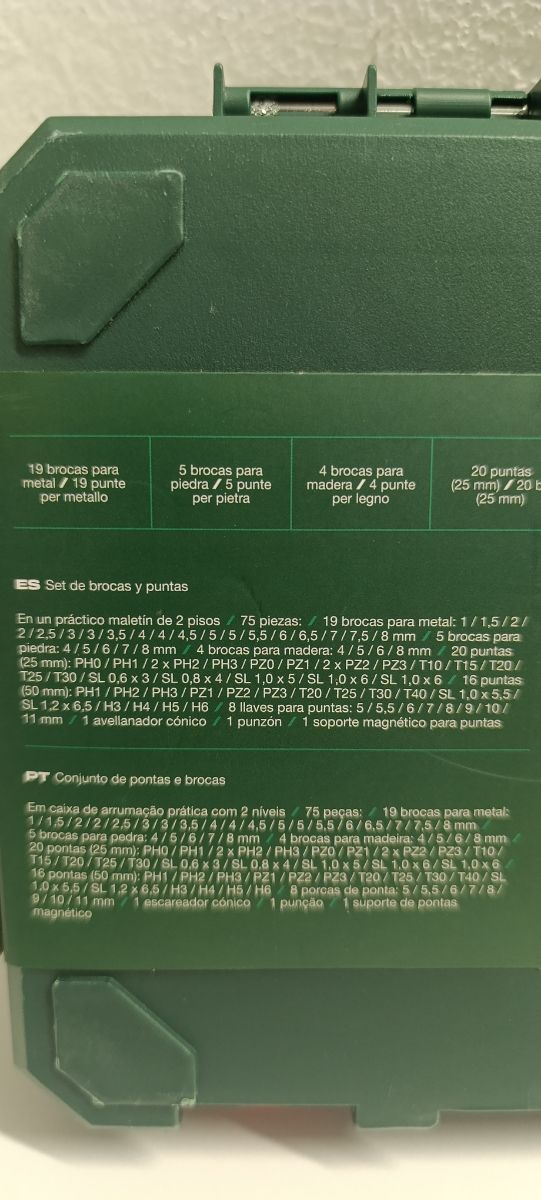 19 brocas para
metal // 19 punte
per metallo
5 brocas para
piedra // 5 punte
per pietra
4 brocas para
madera // 4 punte
per legno
20 puntas
(25 mm) // 20 b
(25 mm)
ES Set de brocas y puntas
En un práctico maletín de 2 pisos // 75 piezas: // 19 brocas para metal: 1 / 1,5 / 2 /
2 / 2,5 / 3 / 3 / 3,5 / 4 / 4 / 4,5 / 5 / 5 / 5,5 / 6 / 6,5 / 7 / 7,5 / 8 mm // 5 brocas para
piedra: 4 / 5 / 6 / 7 / 8 mm // 4 brocas para madera: 4 / 5 / 6 / 8 mm // 20 puntas
(25 mm): PH0 / PH1 / 2 x PH2 / PH3 / PZ0 / PZ1 / 2 x PZ2 / PZ3 / T10 / T15 / T20 /
T25 / T30 / SL 0,6 x 3 / SL 0,8 x 4 / SL 1,0 x 5 / SL 1,0 x 6 / SL 1,0 x 6 // 16 puntas
(50 mm): PH1 / PH2 / PH3 / PZ1 / PZ2 / PZ3 / T20 / T25 / T30 / T40 / SL 1,0 x 5,5 /
SL 1,2 x 6,5 / H3 / H4 / H5 / H6 // 8 llaves para puntas: 5 / 5,5 / 6 / 7 / 8 / 9 / 10 /
11 mm // 1 avellanador cónico // 1 punzón // 1 soporte magnético para puntas
PT Conjunto de pontas e brocas
Em caixa de arrumação prática com 2 níveis // 75 peças: // 19 brocas para metal:
1 / 1,5 / 2 / 2 / 2,5 / 3 / 3 / 3,5 / 4 / 4 / 4,5 / 5 / 5 / 5,5 / 6 / 6,5 / 7 / 7,5 / 8 mm //
5 brocas para pedra: 4 / 5 / 6 / 7 / 8 mm // 4 brocas para madeira: 4 / 5 / 6 / 8 mm //
20 pontas (25 mm): PH0 / PH1 / 2 x PH2 / PH3 / PZ0 / PZ1 / 2 x PZ2 / PZ3 / T10 /
T15 / T20 / T25 / T30 / SL 0,6 x 3 / SL 0,8 x 4 / SL 1,0 x 5 / SL 1,0 x 6 / SL 1,0 x 6 //
16 pontas (50 mm): PH1 / PH2 / PH3 / PZ1 / PZ2 / PZ3 / T20 / T25 / T30 / T40 / SL
1,0 x 5,5 / SL 1,2 x 6,5 / H3 / H4 / H5 / H6 // 8 porcas de ponta: 5 / 5,5 / 6 / 7 / 8 /
9 / 10 / 11 mm // 1 escareador cónico // 1 punção // 1 suporte de pontas
magnético